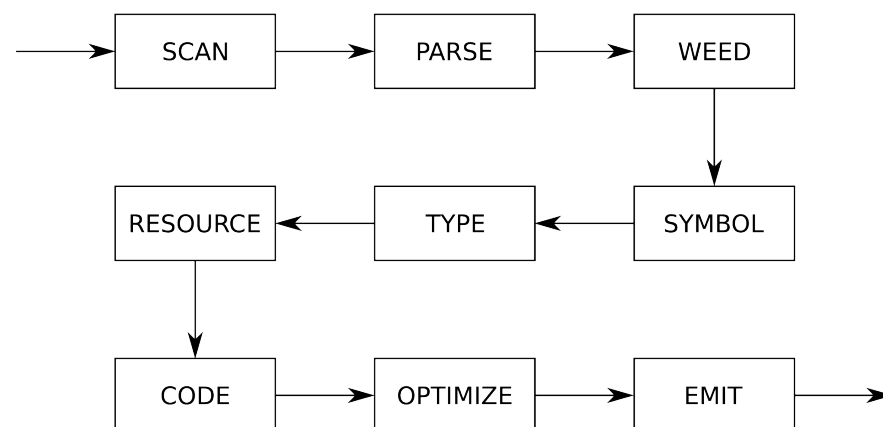 SCAN PARSE WEED
RESOURCE TYPE SYMBOL
CODE OPTIMIZE EMIT